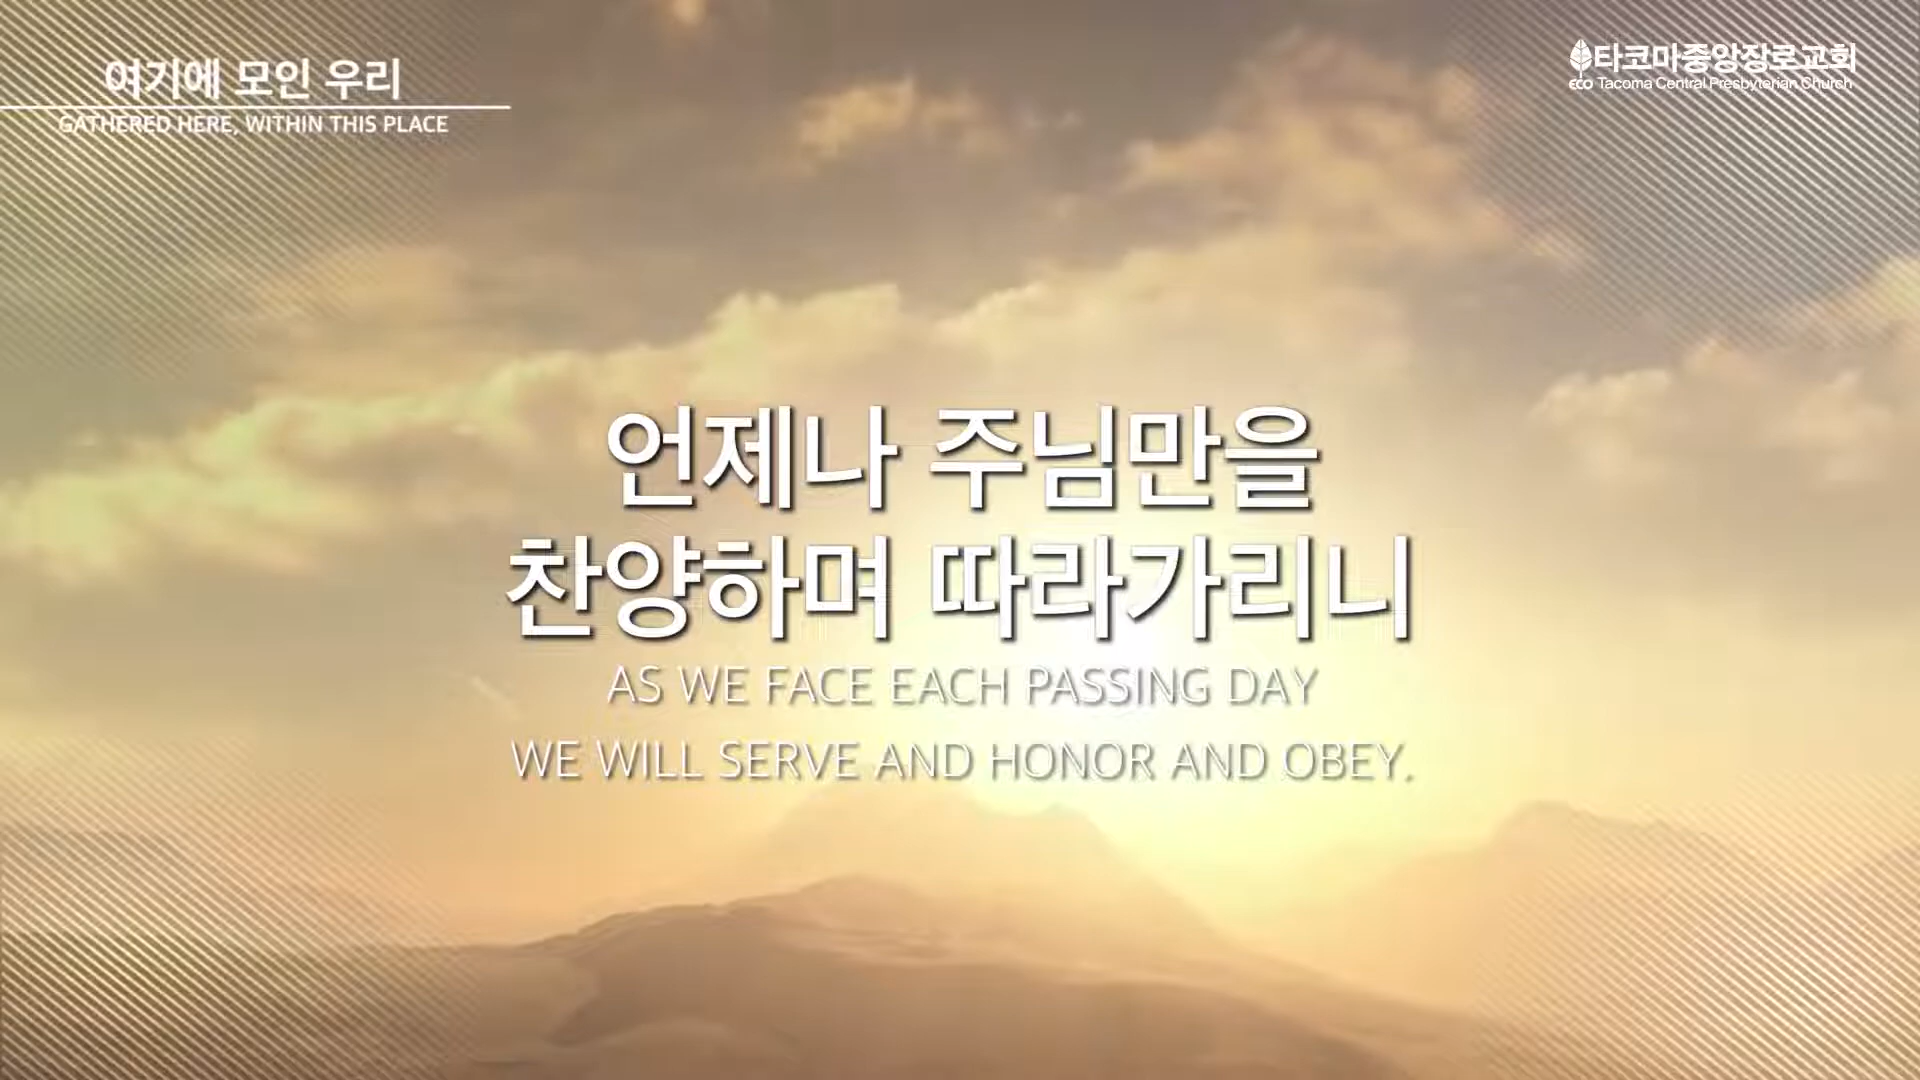 여기에 모인 우리
GATHERED HERE, WITHIN THIS PLACE
타코마중앙장로교회
ECO Tacoma Central Presbyterian Church
언제나 주님만을
찬양하며 따라가리니
AS WE FACE EACH PASSING DAY
WE WILL SERVE AND HONOR AND OBEY.